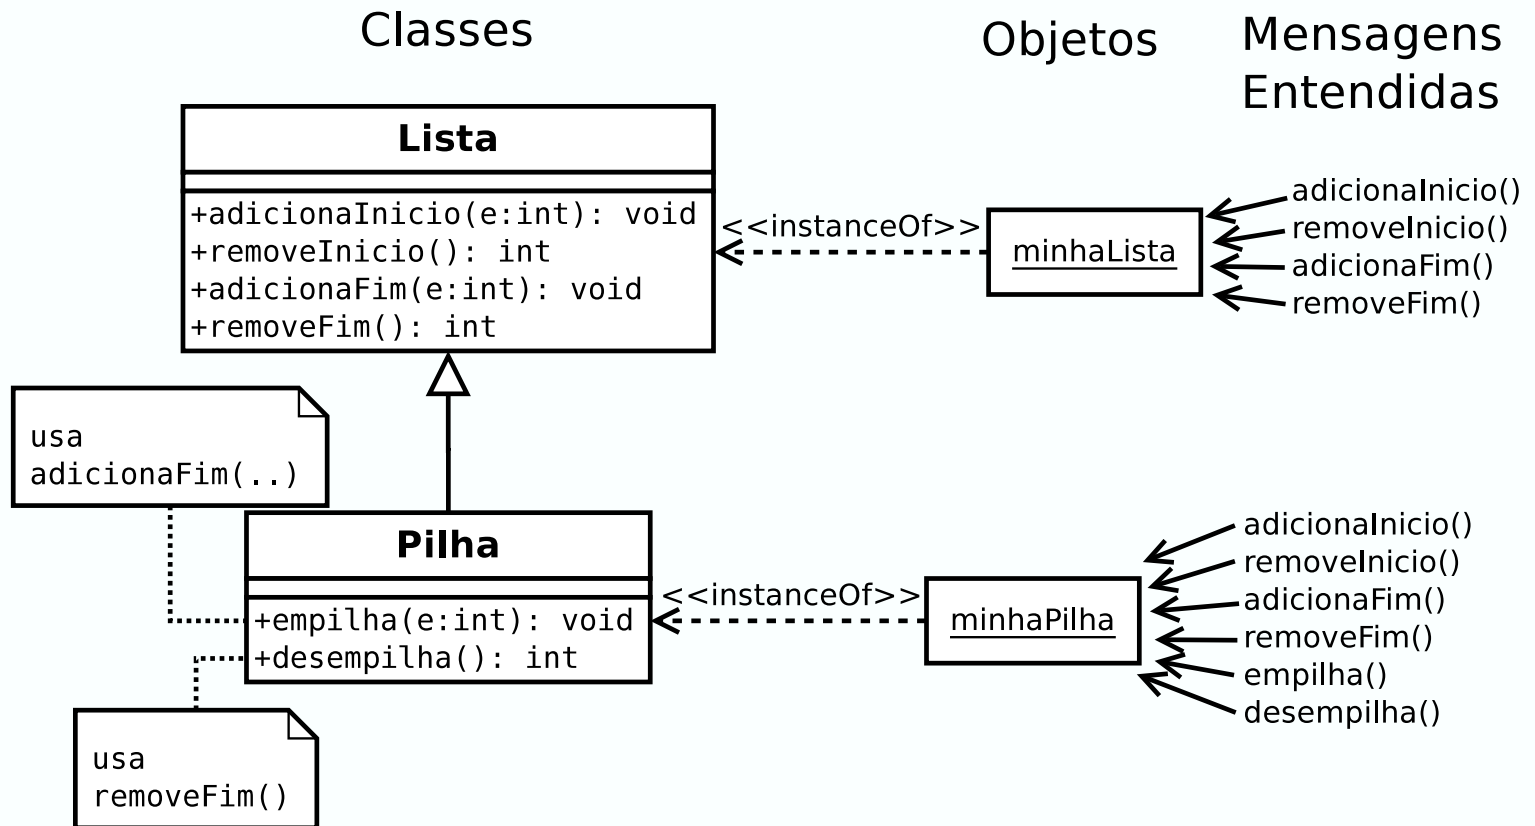 Classes
Objetos
Mensagens
Entendidas
Lista
+adicionaInicio(e:int): void
+removeInicio(): int
+adicionaFim(e:int): void
+removeFim(): int
<<instanceOf>>
minhaLista
adicionaInicio()
removeInicio()
adicionaFim()
removeFim()
usa
adicionaFim(..)
Pilha
+empilha(e:int): void
+desempilha(): int
<<instanceOf>>
minhaPilha
adicionaInicio()
removeInicio()
adicionaFim()
removeFim()
empilha()
desempilha()
usa
removeFim()